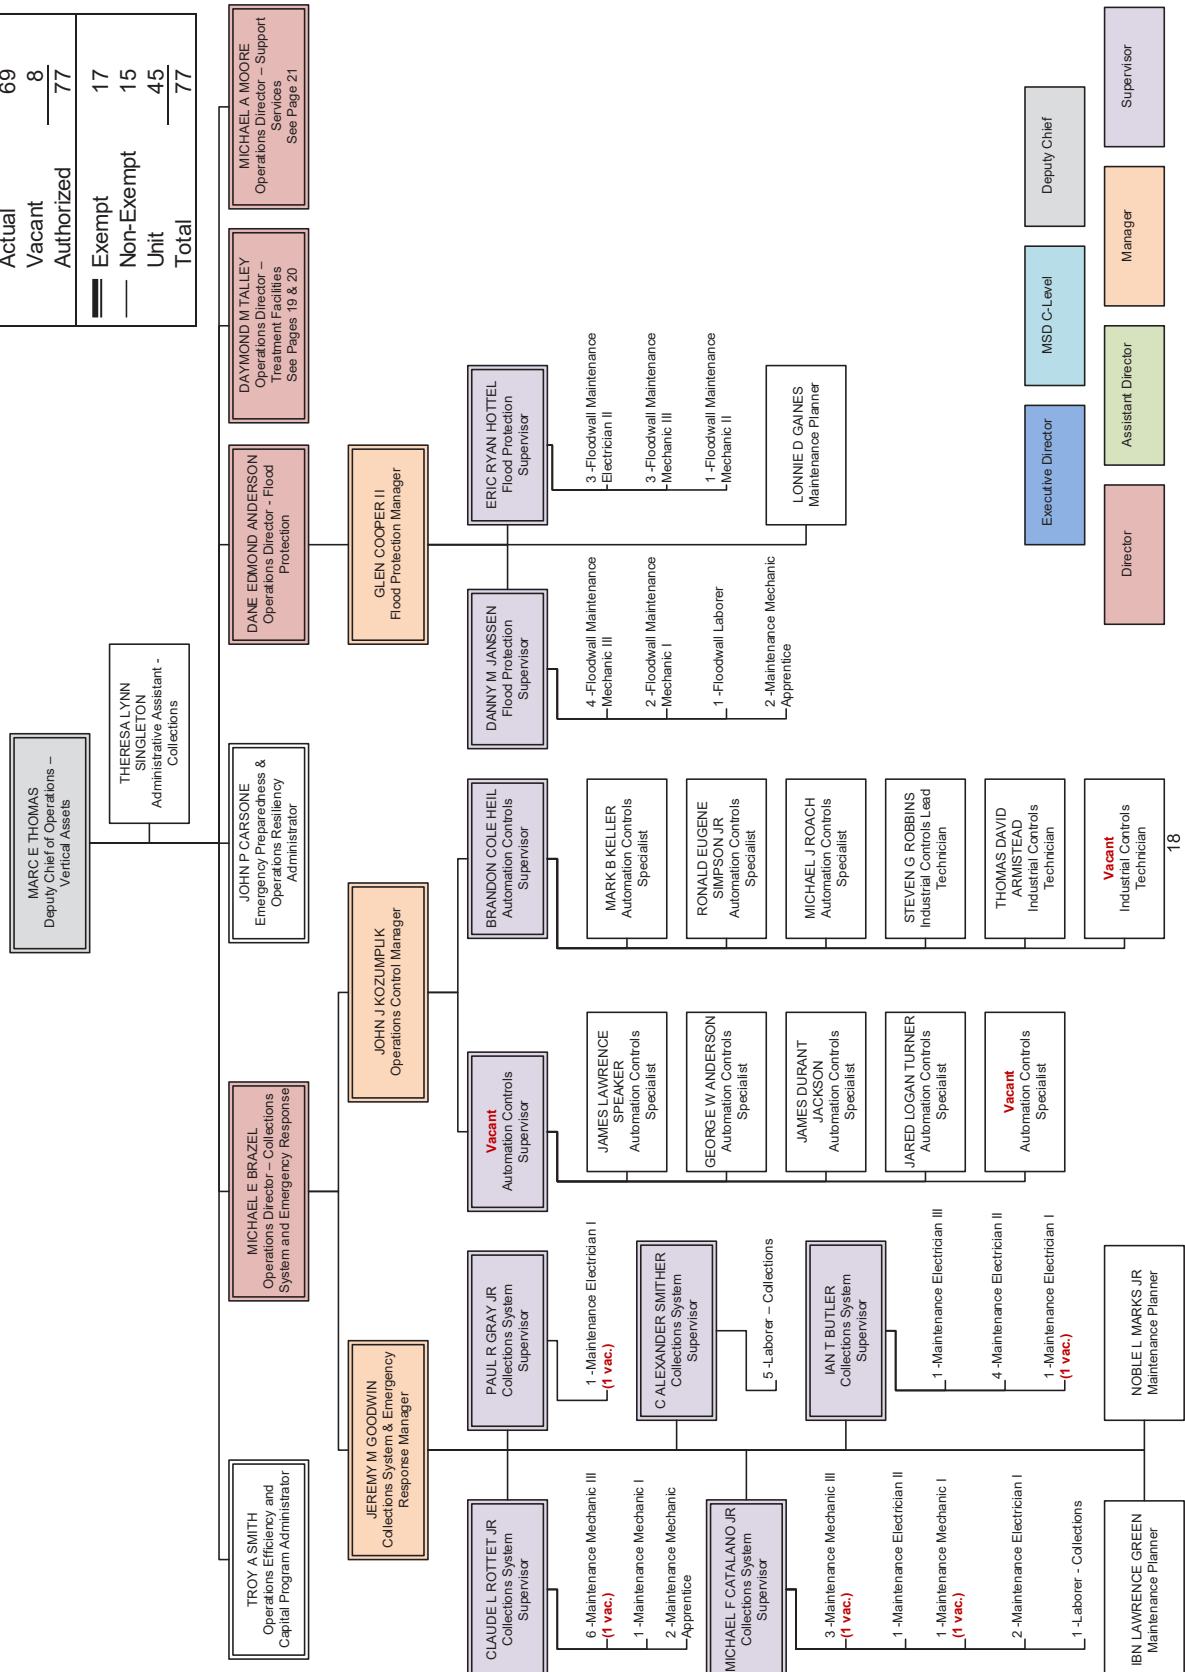 MARC E THOMAS
Deputy Chief of Operations –
Vertical Assets
THERESA LYNN
SINGLETON
Administrative Assistant -
Collections
Actual 69
Vacant 8
Authorized 77
Exempt 17
Non-Exempt 15
Unit 45
Total 77
TROY A SMITH
Operations Efficiency and
Capital Program Administrator
MICHAEL E BRAZEL
Operations Director – Collections
System and Emergency Response
JOHN P CARSONE
Emergency Preparedness &
Operations Resiliency
Administrator
DANE EDMOND ANDERSON
Operations Director - Flood
Protection
DAYMOND M TALLEY
Operations Director –
Treatment Facilities
See Pages 19 & 20
MICHAEL A MOORE
Operations Director – Support
Services
See Page 21
JEREMY M GOODWIN
Collections System & Emergency
Response Manager
JOHN J KOZUMPLIK
Operations Control Manager
GLEN COOPER II
Flood Protection Manager
CLAUDE L ROTTET JR
Collections System
Supervisor
6 -Maintenance Mechanic III
(1 vac.)
1 -Maintenance Mechanic I
2 -Maintenance Mechanic
Apprentice
MICHAEL F CATALANO JR
Collections System
Supervisor
3 -Maintenance Mechanic III
(1 vac.)
1 -Maintenance Electrician II
1 -Maintenance Mechanic I
(1 vac.)
2 -Maintenance Electrician I
1 -Laborer - Collections
IBN LAWRENCE GREEN
Maintenance Planner
PAUL R GRAY JR
Collections System
Supervisor
1 -Maintenance Electrician I
(1 vac.)
C ALEXANDER SMITHER
Collections System
Supervisor
5 -Laborer – Collections
IAN T BUTLER
Collections System
Supervisor
1 -Maintenance Electrician III
4 -Maintenance Electrician II
1 -Maintenance Electrician I
(1 vac.)
NOBLE L MARKS JR
Maintenance Planner
Vacant
Automation Controls
Supervisor
JAMES LAWRENCE
SPEAKER
Automation Controls
Specialist
GEORGE W ANDERSON
Automation Controls
Specialist
JAMES DURANT
JACKSON
Automation Controls
Specialist
JARED LOGAN TURNER
Automation Controls
Specialist
Vacant
Automation Controls
Specialist
BRANDON COLE HEIL
Automation Controls
Supervisor
MARK B KELLER
Automation Controls
Specialist
RONALD EUGENE
SIMPSON JR
Automation Controls
Specialist
MICHAEL J ROACH
Automation Controls
Specialist
STEVEN G ROBBINS
Industrial Controls Lead
Technician
THOMAS DAVID
ARMISTEAD
Industrial Controls
Technician
Vacant
Industrial Controls
Technician
DANNY M JANSSEN
Flood Protection
Supervisor
4 -Floodwall Maintenance
Mechanic III
2 -Floodwall Maintenance
Mechanic I
1 -Floodwall Laborer
2 -Maintenance Mechanic
Apprentice
ERIC RYAN HOTTEL
Flood Protection
Supervisor
3 -Floodwall Maintenance
Electrician II
3 -Floodwall Maintenance
Mechanic III
1 -Floodwall Maintenance
Mechanic II
LONNIE D GAINES
Maintenance Planner
Executive Director
MSD C-Level
Deputy Chief
Director
Assistant Director
Manager
Supervisor
18